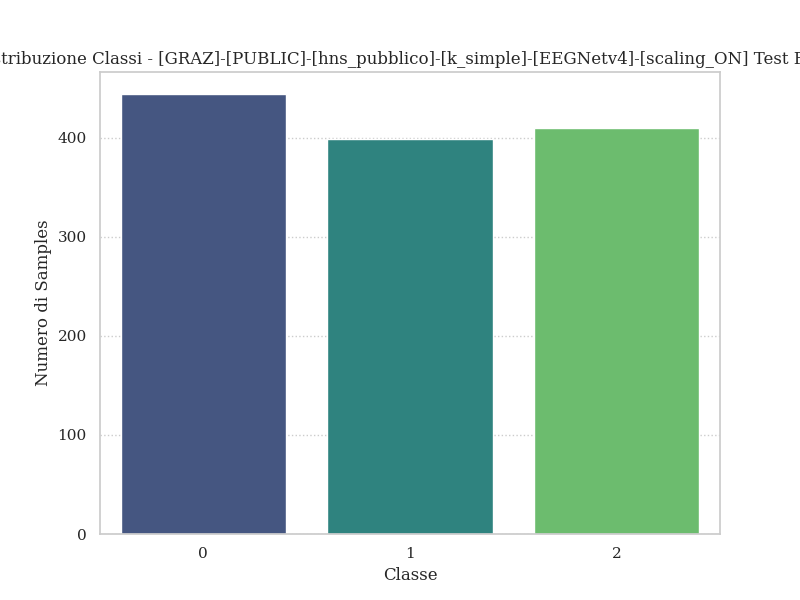 tribuzione Classi - [GRAZ]-[PUBLIC]-[hns_pubblico]-[k_simple]-[EEGNetv4]-[scaling_ON] Test
400
300
200
100
0
Numero di Samples
0 1 2
Classe